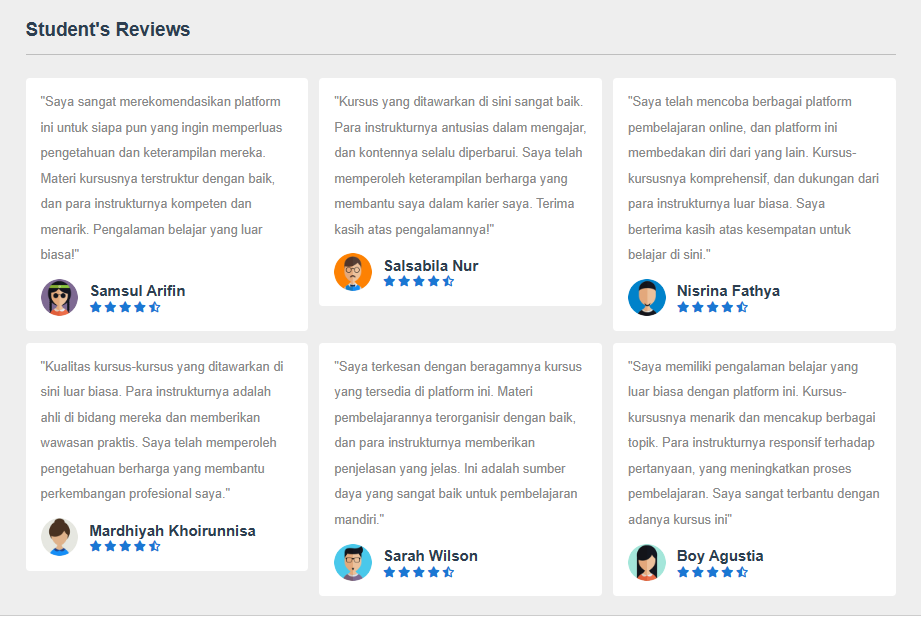 Student's Reviews
"Saya sangat merekomendasikan platform
ini untuk siapa pun yang ingin memperluas
pengetahuan dan keterampilan mereka.
Materi kursusnya terstruktur dengan baik,
dan para instrukturnya kompeten dan
menarik. Pengalaman belajar yang luar
biasa!"
Samsul Arifin
"Kursus yang ditawarkan di sini sangat baik.
Para instrukturnya antusias dalam mengajar,
dan kontennya selalu diperbarui. Saya telah
memperoleh keterampilan berharga yang
membantu saya dalam karier saya. Terima
kasih atas pengalamannya!"
Salsabila Nur
"Saya telah mencoba berbagai platform
pembelajaran online, dan platform ini
membedakan diri dari yang lain. Kursus-
kursusnya komprehensif, dan dukungan dari
para instrukturnya luar biasa. Saya
berterima kasih atas kesempatan untuk
belajar di sini."
Nisrina Fathya
"Kualitas kursus-kursus yang ditawarkan di
sini luar biasa. Para instrukturnya adalah
ahli di bidang mereka dan memberikan
wawasan praktis. Saya telah memperoleh
pengetahuan berharga yang membantu
perkembangan profesional saya."
Mardhiyah Khoirunnisa
"Saya terkesan dengan beragamnya kursus
yang tersedia di platform ini. Materi
pembelajarannya terorganisir dengan baik,
dan para instrukturnya memberikan
penjelasan yang jelas. Ini adalah sumber
daya yang sangat baik untuk pembelajaran
mandiri."
Sarah Wilson
"Saya memiliki pengalaman belajar yang
luar biasa dengan platform ini. Kursus-
kursusnya menarik dan mencakup berbagai
topik. Para instrukturnya responsif terhadap
pertanyaan, yang meningkatkan proses
pembelajaran. Saya sangat terbantu dengan
adanya kursus ini"
Boy Agustia